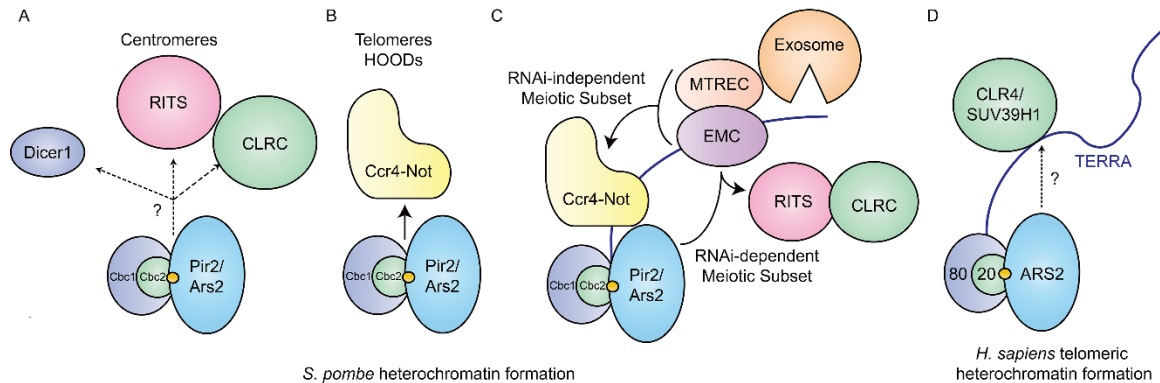 A
Centromeres
RITS
CLRC
Dicer1
?
Cbc1
Cbc2
Pir2/
Ars2
B
Telomeres
HOODs
Ccr4-Not
Cbc1
Cbc2
Pir2/
Ars2
C
Exosome
RNAi-independent
Meiotic Subset
MTREC
EMC
Ccr4-Not
RITS
CLRC
RNAi-dependent
Meiotic Subset
Cbc1
Cbc2
Pir2/
Ars2
S. pombe heterochromatin formation
D
CLR4/
SUV39H1
TERRA
?
80
20
ARS2
H. sapiens telomeric
heterochromatin formation